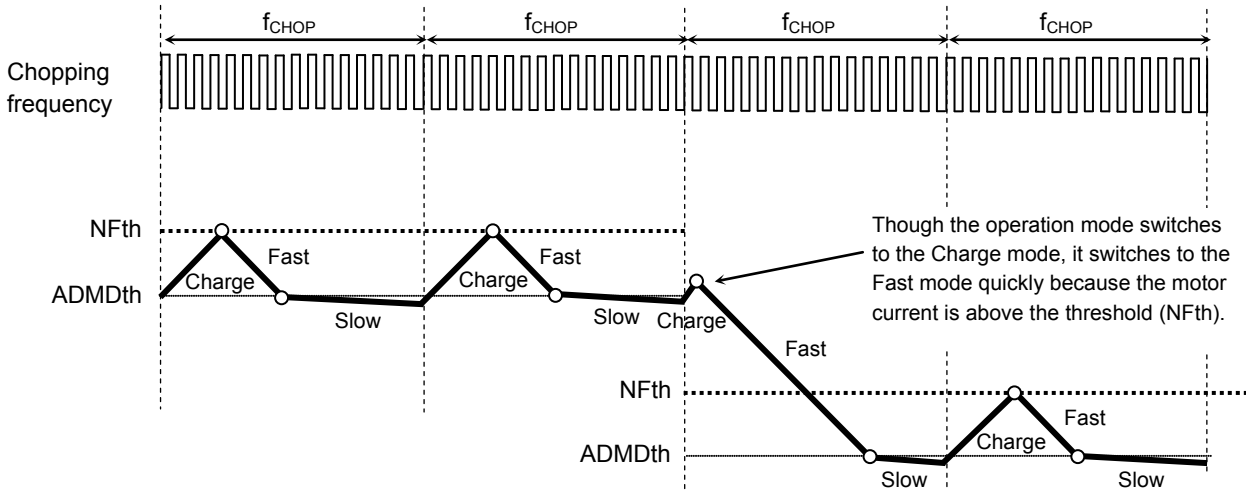 fCHOP fCHOP fCHOP fCHOP
Chopping
frequency
NFth
Fast Fast
Charge Charge
ADMDth
Slow Slow Charge
Though the operation mode switches
to the Charge mode, it switches to the
Fast mode quickly because the motor
current is above the threshold (NFth).
Fast
NFth
Fast
Charge
ADMDth
Slow Slow